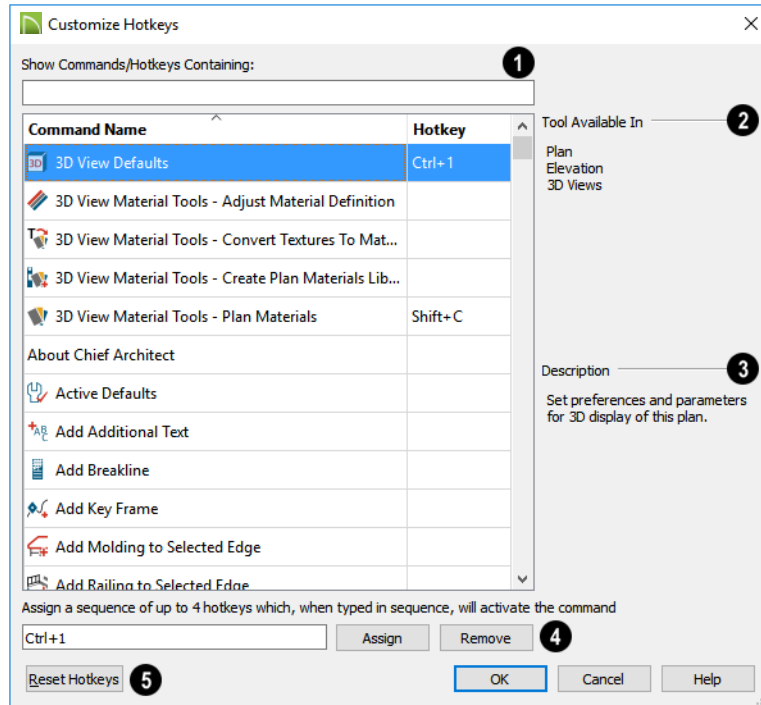 Customize Hotkeys
Show Commands/Hotkeys Containing:
1
Command Name Hotkey
3D View Defaults Ctrl+1
3D View Material Tools - Adjust Material Definition
3D View Material Tools - Convert Textures To Mat...
3D View Material Tools - Create Plan Materials Lib...
3D View Material Tools - Plan Materials Shift+C
About Chief Architect
Active Defaults
Add Additional Text
Add Breakline
Add Key Frame
Add Molding to Selected Edge
Add Railing to Selected Edge
Tool Available In 2
Plan
Elevation
3D Views
Description 3
Set preferences and parameters
for 3D display of this plan.
Assign a sequence of up to 4 hotkeys which, when typed in sequence, will activate the command
Ctrl+1 Assign Remove 4
Reset Hotkeys 5 OK Cancel Help